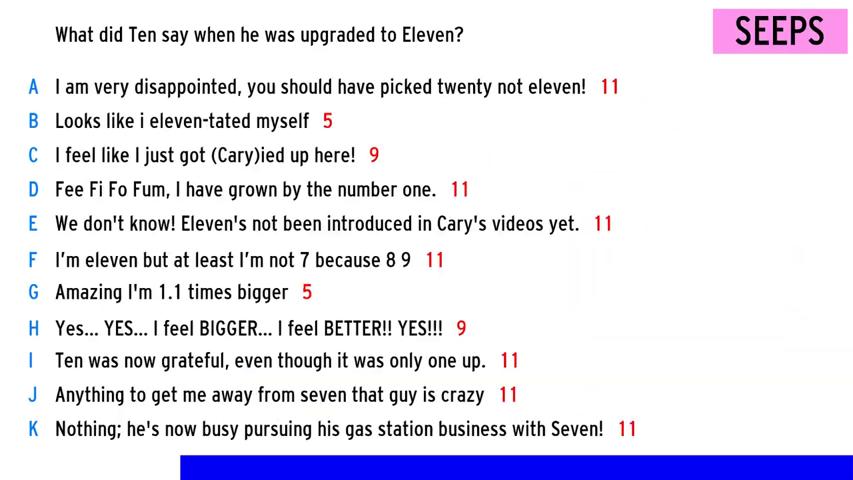 What did Ten say when he was upgraded to Eleven?
SEEPS
A I am very disappointed, you should have picked twenty not eleven! 11
B Looks like i eleven-tated myself 5
C I feel like I just got (Cary)ied up here! 9
D Fee Fi Fo Fum, I have grown by the number one. 11
E We don't know! Eleven's not been introduced in Cary's videos yet. 11
F I'm eleven but at least I'm not 7 because 8 9 11
G Amazing I'm 1.1 times bigger 5
H Yes... YES... I feel BIGGER... I feel BETTER!! YES!!! 9
I Ten was now grateful, even though it was only one up. 11
J Anything to get me away from seven that guy is crazy 11
K Nothing; he's now busy pursuing his gas station business with Seven! 11